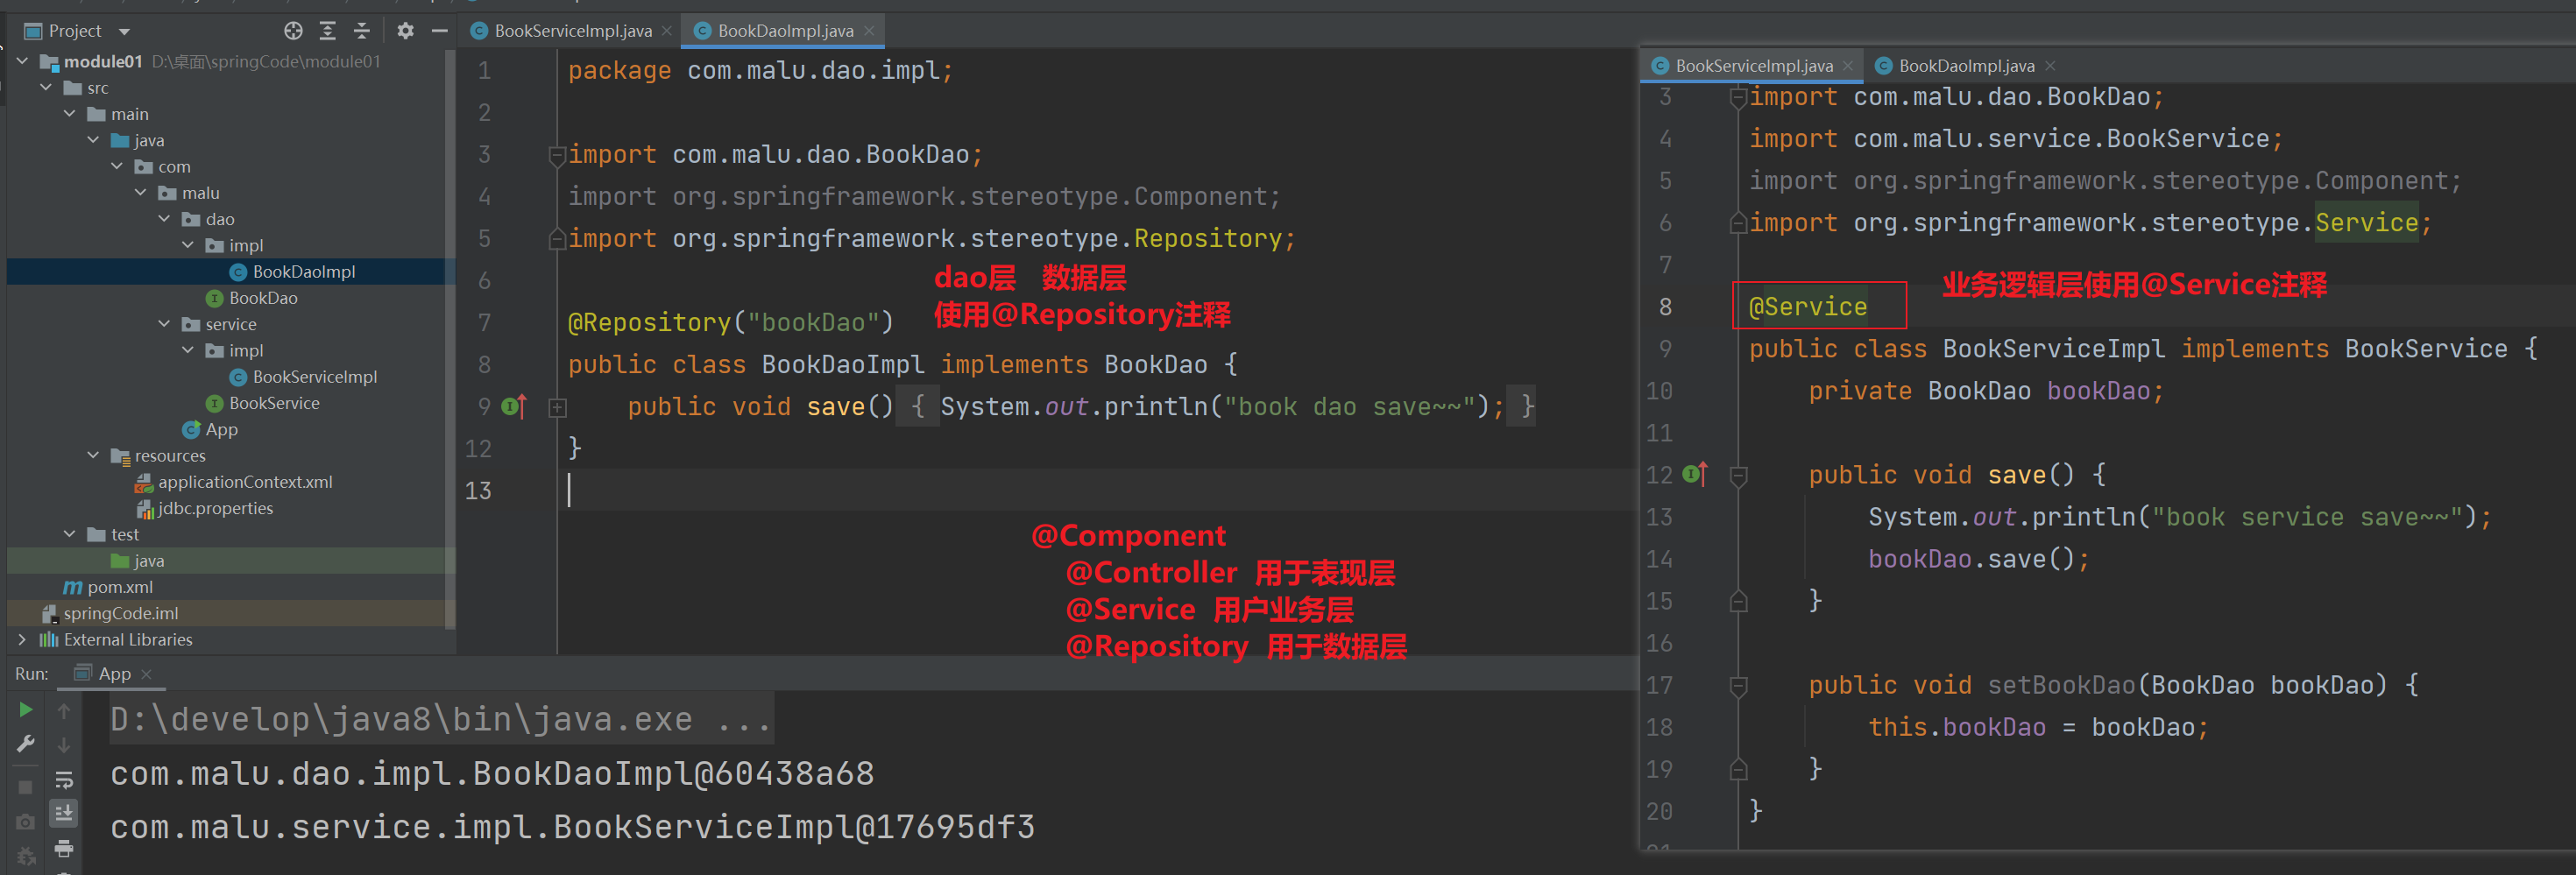 Project
module01 D:\桌面\springCode\module01
src
main
java
com
malu
dao
impl
BookDaoImpl
BookDao
service
impl
BookServiceImpl
BookService
App
resources
applicationContext.xml
jdbc.properties
test
java
pom.xml
springCode.iml
External Libraries
BookServiceImpl.java
BookDaoImpl.java
1 package com.malu.dao.impl;
2
3 import com.malu.dao.BookDao;
4 import org.springframework.stereotype.Component;
5 import org.springframework.stereotype.Repository;
6
7 @Repository("bookDao")
8 public class BookDaoImpl implements BookDao {
9 public void save() { System.out.println("book dao save~~"); }
12 }
13
dao层 数据层
使用@Repository注释
@Component
@Controller 用于表现层
@Service 用户业务层
@Repository 用于数据层
BookServiceImpl.java
BookDaoImpl.java
3 import com.malu.dao.BookDao;
4 import com.malu.service.BookService;
5 import org.springframework.stereotype.Component;
6 import org.springframework.stereotype.Service;
7
8 @Service
业务逻辑层使用@Service注释
9 public class BookServiceImpl implements BookService {
10 private BookDao bookDao;
11
12 public void save() {
13 System.out.println("book service save~~");
14 bookDao.save();
15 }
16
17 public void setBookDao(BookDao bookDao) {
18 this.bookDao = bookDao;
19 }
20 }
Run: App
D:\develop\java8\bin\java.exe ...
com.malu.dao.impl.BookDaoImpl@60438a68
com.malu.service.impl.BookServiceImpl@17695df3